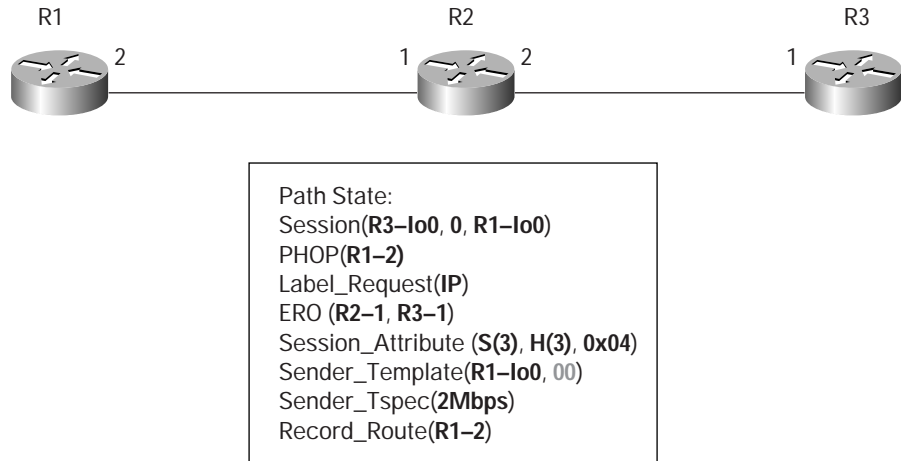 R1
R2
R3
2
1
2
1
Path State:
Session(R3–lo0, 0, R1–lo0)
PHOP(R1–2)
Label_Request(IP)
ERO (R2–1, R3–1)
Session_Attribute (S(3), H(3), 0x04)
Sender_Template(R1–lo0, 00)
Sender_Tspec(2Mbps)
Record_Route(R1–2)